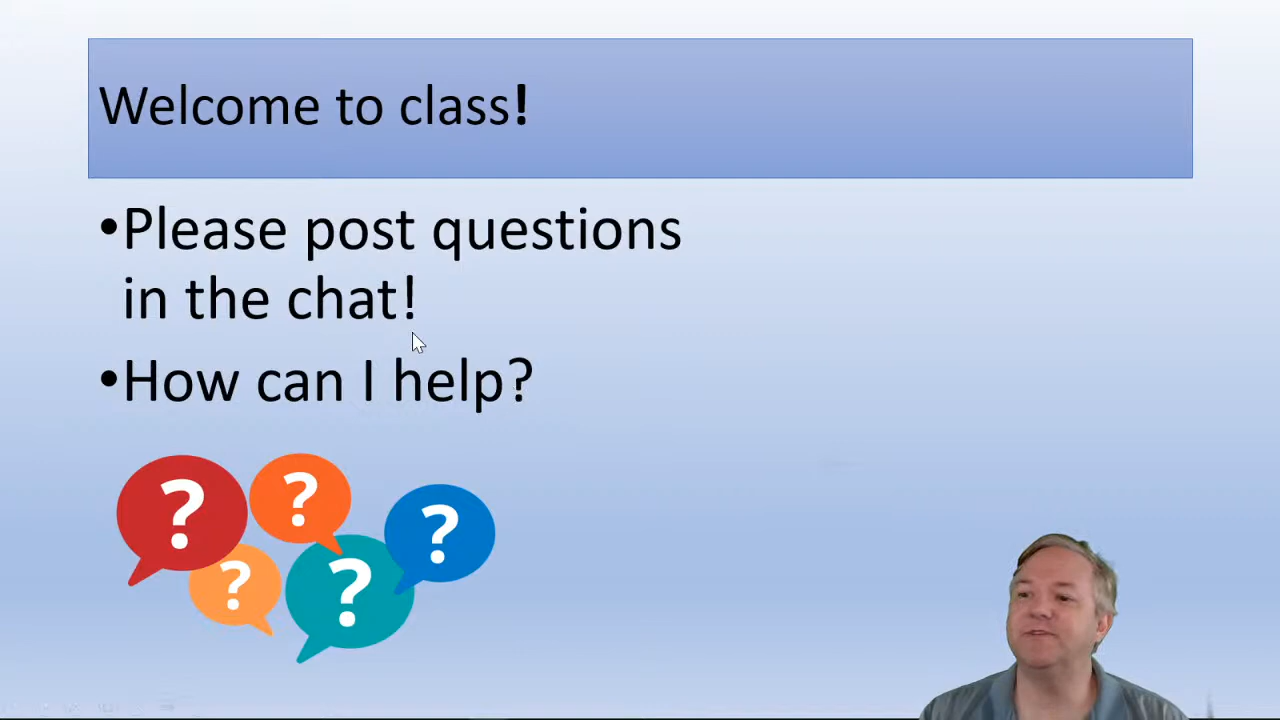 Welcome to class!
•Please post questions
in the chat!
•How can I help?
? ? ?
? ?